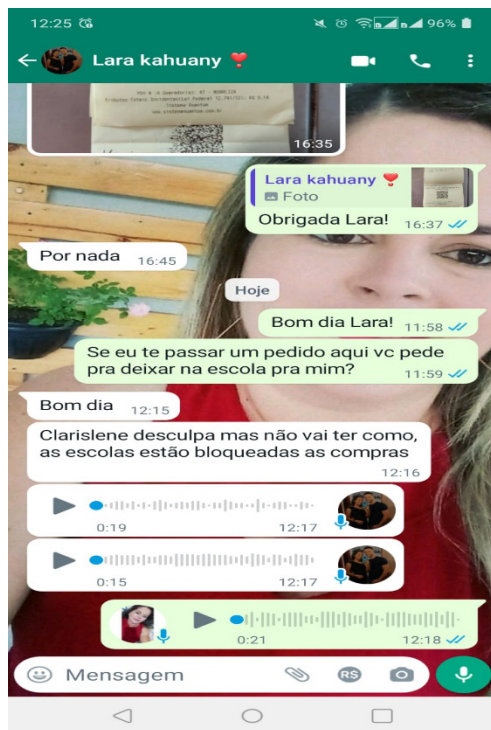 12:25
96%
Lara kahuany
16:35
Lara kahuany
Foto
Obrigada Lara! 16:37
Por nada 16:45
Hoje
Bom dia Lara! 11:58
Se eu te passar um pedido aqui vc pede
pra deixar na escola pra mim? 11:59
Bom dia 12:15
Clarislene desculpa mas não vai ter como,
as escolas estão bloqueadas as compras
12:16
0:19 12:17
0:15 12:17
0:21 12:18
Mensagem
RS